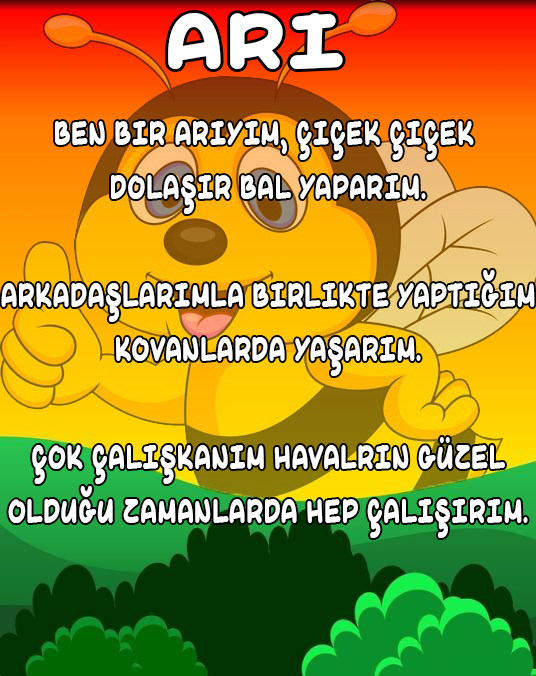 ARI
BEN BIR ARIYIM, ÇIÇEK ÇIÇEK
DOLAŞIR BAL YAPARIM.
ARKADAŞLARIMLA BIRLIKTE YAPTIĞIM
KOVANLARDA YAŞARIM.
ÇOK ÇALIŞKANIM HAVALRIN GÜZEL
OLDUĞU ZAMANLARDA HEP ÇALIŞIRIM.